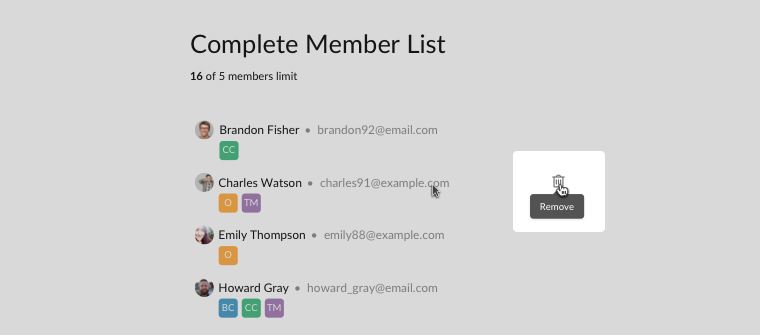 Complete Member List
16 of 5 members limit
Brandon Fisher • brandon92@email.com
CC
Charles Watson • charles91@example.com
O TM
Remove
Emily Thompson • emily88@example.com
O
Howard Gray • howard_gray@email.com
BC CC TM